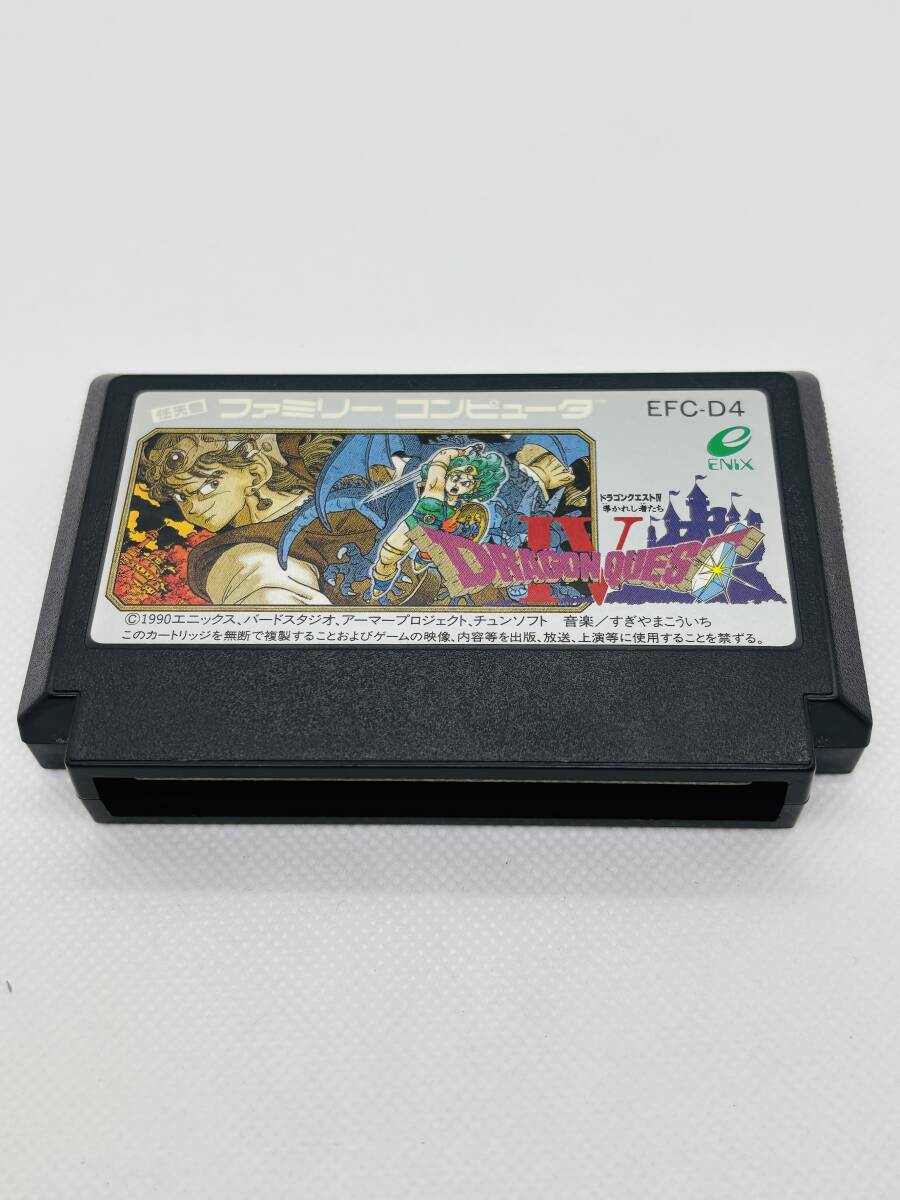 任天堂 ファミリー コンピュータ™ EFC-D4
ENIX
ドラゴンクエストIV
導かれし者たち
IV
DRAGON QUEST
©1990エニックス、バードスタジオ、アーマープロジェクト、チュンソフト 音楽／すぎやまこういち
このカートリッジを無断で複製することおよびゲームの映像、内容等を出版、放送、上演等に使用することを禁ずる。